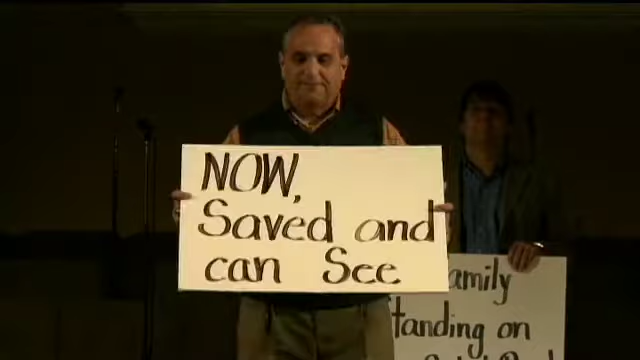 NOW,
Saved and
can See
amily
tanding on